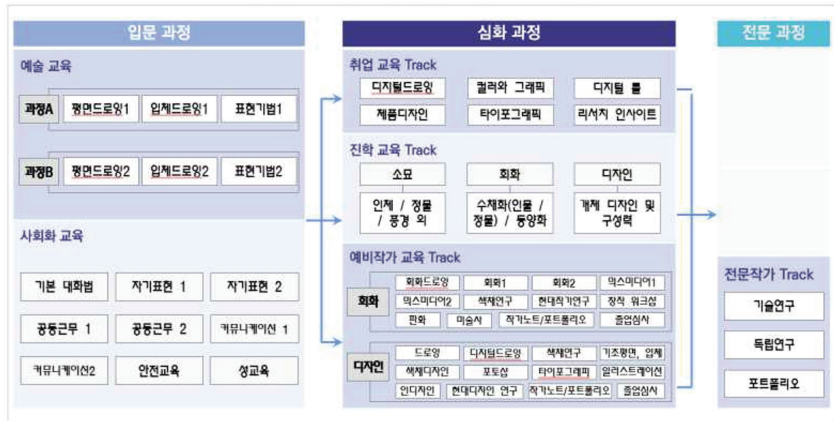 입문 과정
예술 교육
과정A
평면드로잉1
입체드로잉1
표현기법1
과정B
평면드로잉2
입체드로잉2
표현기법2
사회화 교육
기본 대화법
자기표현 1
자기표현 2
공동근무 1
공동근무 2
커뮤니케이션 1
커뮤니케이션2
안전교육
성교육
심화 과정
취업 교육 Track
디지털드로잉
컬러와 그래픽
디지털 툴
제품디자인
타이포그래픽
리서치 인사이트
진학 교육 Track
소묘
회화
디자인
인체 / 정물
/ 풍경 외
수채화(인물 /
정물) / 동양화
개체 디자인 및
구성력
예비작가 교육 Track
회화
회화드로잉
회화1
회화2
믹스미디어1
믹스미디어2
색채연구
현대작가연구
창작 워크샵
판화
미술사
작가노트/포트폴리오
졸업심사
디자인
드로잉
디지털드로잉
색채연구
기초평면, 입체
색채디자인
포토샵
타이포그래피
일러스트레이션
인디자인
현대디자인 연구
작가노트/포트폴리오
졸업심사
전문 과정
전문작가 Track
기술연구
독립연구
포트폴리오